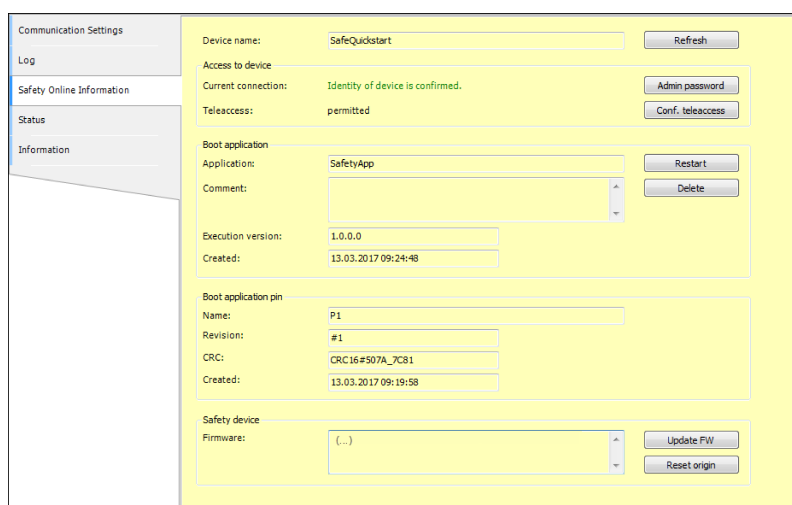 Communication Settings
Log
Safety Online Information
Status
Information
Device name: SafeQuickstart Refresh
Access to device
Current connection: Identity of device is confirmed. Admin password
Teleaccess: permitted Conf. teleaccess
Boot application
Application: SafetyApp Restart
Comment: Delete
Execution version: 1.0.0.0
Created: 13.03.2017 09:24:48
Boot application pin
Name: P1
Revision: #1
CRC: CRC16#507A_7C81
Created: 13.03.2017 09:19:58
Safety device
Firmware: (...) Update FW
Reset origin